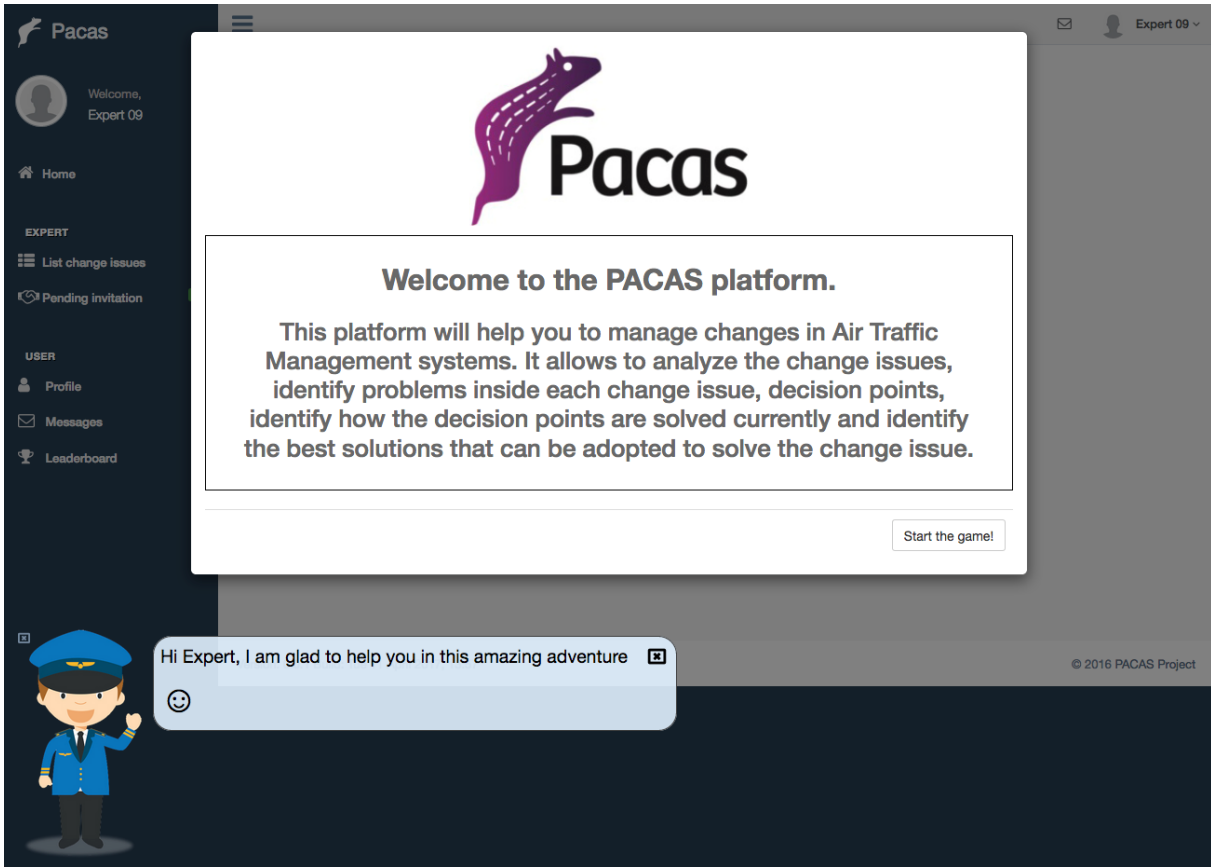 Pacas
Expert 09
Welcome,
Expert 09
Home
EXPERT
List change issues
Pending invitation
USER
Profile
Messages
Leaderboard
Pacas
Welcome to the PACAS platform.
This platform will help you to manage changes in Air Traffic
Management systems. It allows to analyze the change issues,
identify problems inside each change issue, decision points,
identify how the decision points are solved currently and identify
the best solutions that can be adopted to solve the change issue.
Start the game!
Hi Expert, I am glad to help you in this amazing adventure
© 2016 PACAS Project